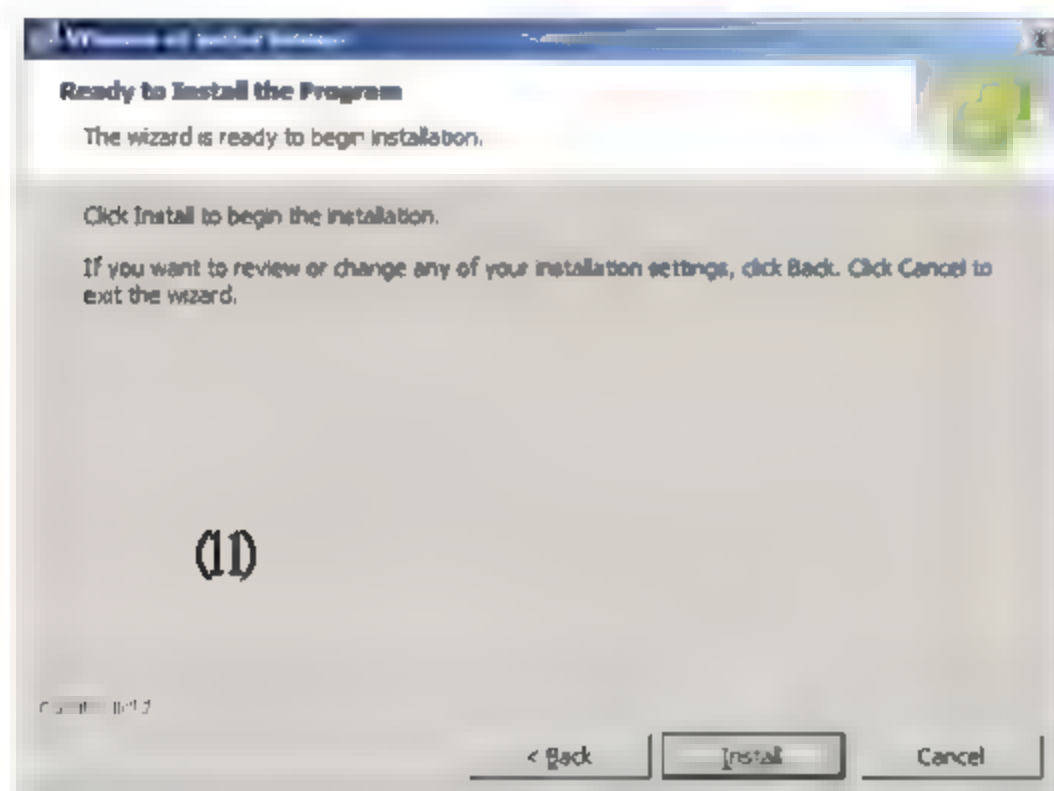 Ready to Install the Program
The wizard is ready to begin installation.
Click Install to begin the installation.
If you want to review or change any of your installation settings, click Back. Click Cancel to
exit the wizard.
(11)
< Back
Install
Cancel